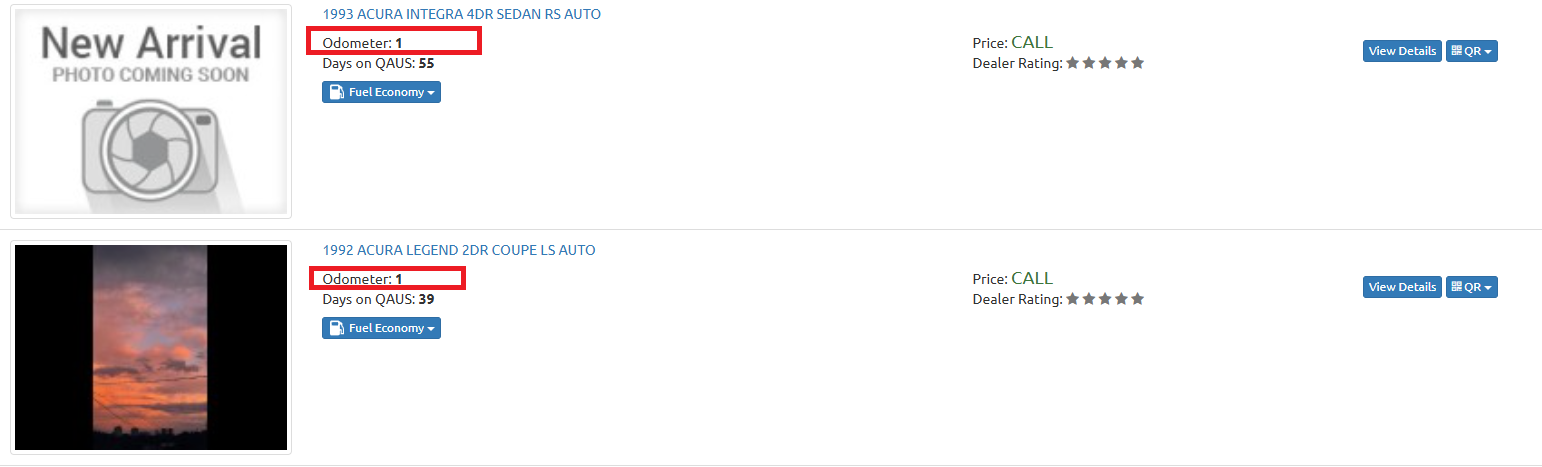 New Arrival
PHOTO COMING SOON
1993 ACURA INTEGRA 4DR SEDAN RS AUTO
Odometer: 1
Days on QAUS: 55
Fuel Economy
Price: CALL
Dealer Rating:
View Details
QR
1992 ACURA LEGEND 2DR COUPE LS AUTO
Odometer: 1
Days on QAUS: 39
Fuel Economy
Price: CALL
Dealer Rating:
View Details
QR